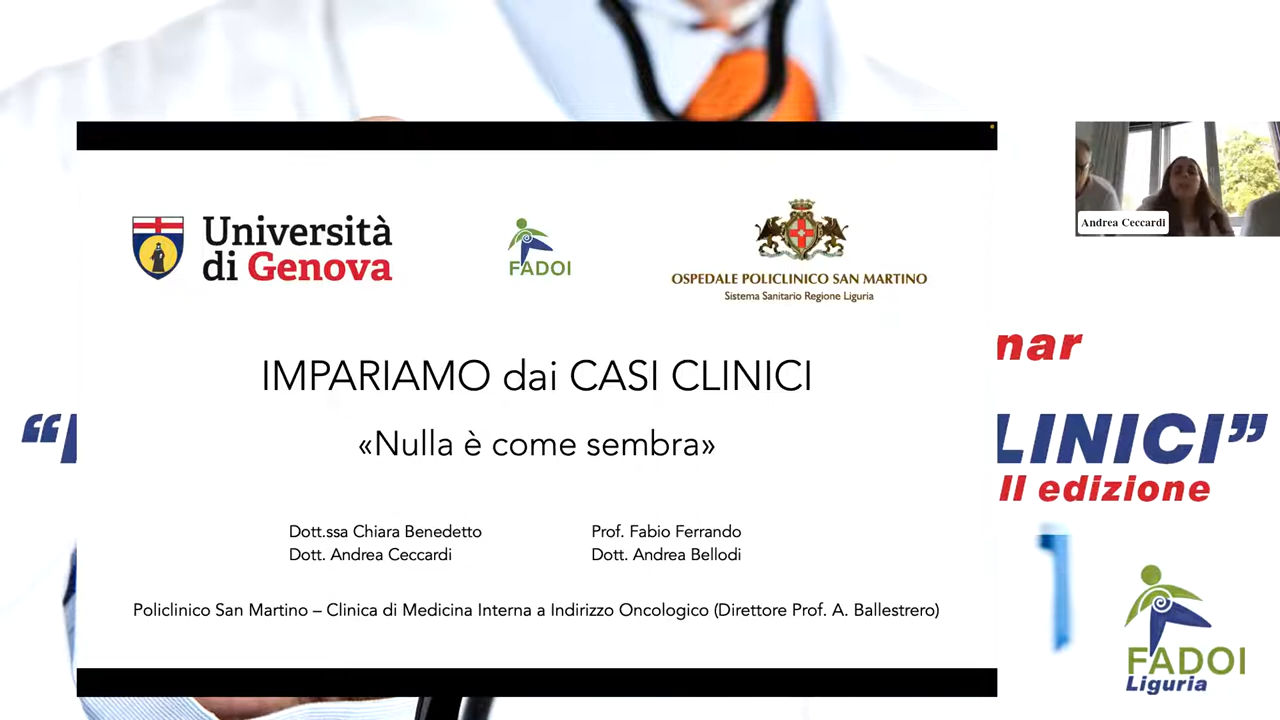 Università
di Genova
FADOI
OSPEDALE POLICLINICO SAN MARTINO
Sistema Sanitario Regione Liguria
IMPARIAMO dai CASI CLINICI
«Nulla è come sembra»
Dott.ssa Chiara Benedetto
Dott. Andrea Ceccardi
Prof. Fabio Ferrando
Dott. Andrea Bellodi
Policlinico San Martino – Clinica di Medicina Interna a Indirizzo Oncologico (Direttore Prof. A. Ballestrero)
Andrea Ceccardi
nar
“I
LINICI”
II edizione
FADOI
Liguria